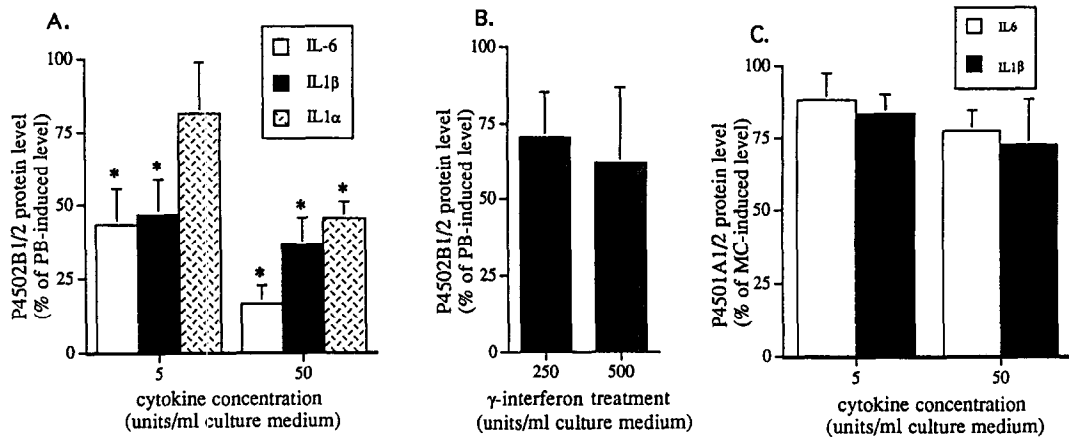 A.
IL-6
IL1β
IL1α
P4502B1/2 protein level
(% of PB-induced level)
100
75
50
25
0
*
*
*
*
*
5
50
cytokine concentration
(units/ml culture medium)
B.
P4502B1/2 protein level
(% of PB-induced level)
100
75
50
25
0
250
500
γ-interferon treatment
(units/ml culture medium)
C.
IL6
IL1β
P4501A1/2 protein level
(% of MC-induced level)
100
75
50
25
0
5
50
cytokine concentration
(units/ml culture medium)